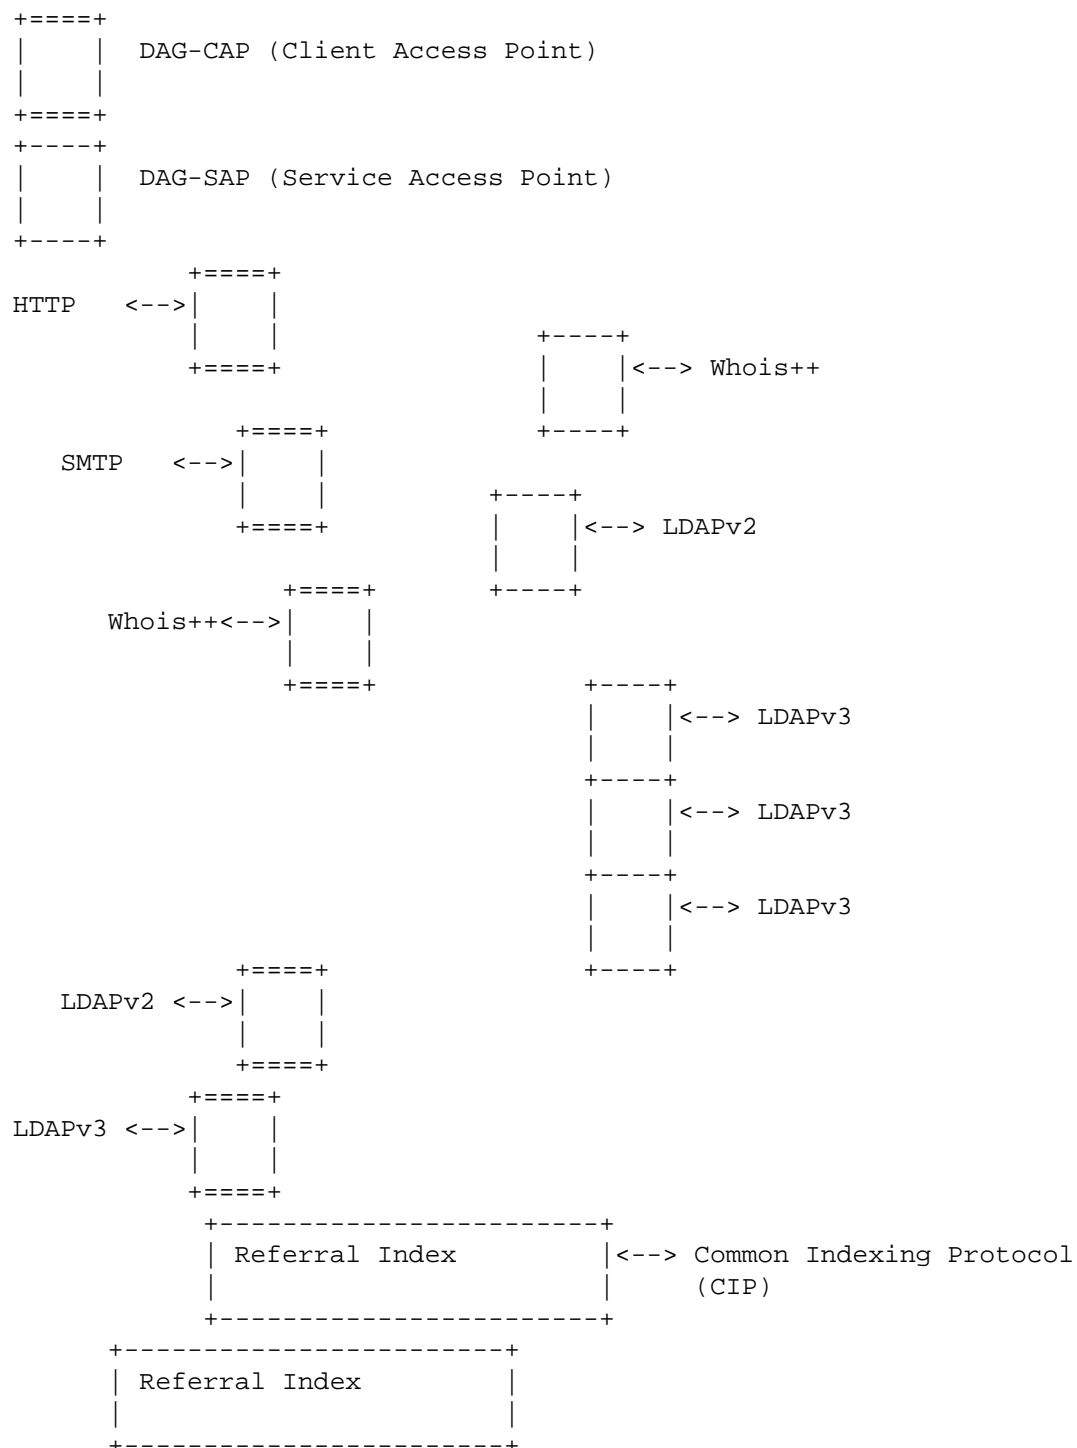 DAG-CAP (Client Access Point)
DAG-SAP (Service Access Point)
HTTP <-->
<--> Whois++
SMTP <-->
<--> LDAPv2
Whois++<-->
<--> LDAPv3
<--> LDAPv3
<--> LDAPv3
LDAPv2 <-->
LDAPv3 <-->
Referral Index <--> Common Indexing Protocol
(CIP)
Referral Index